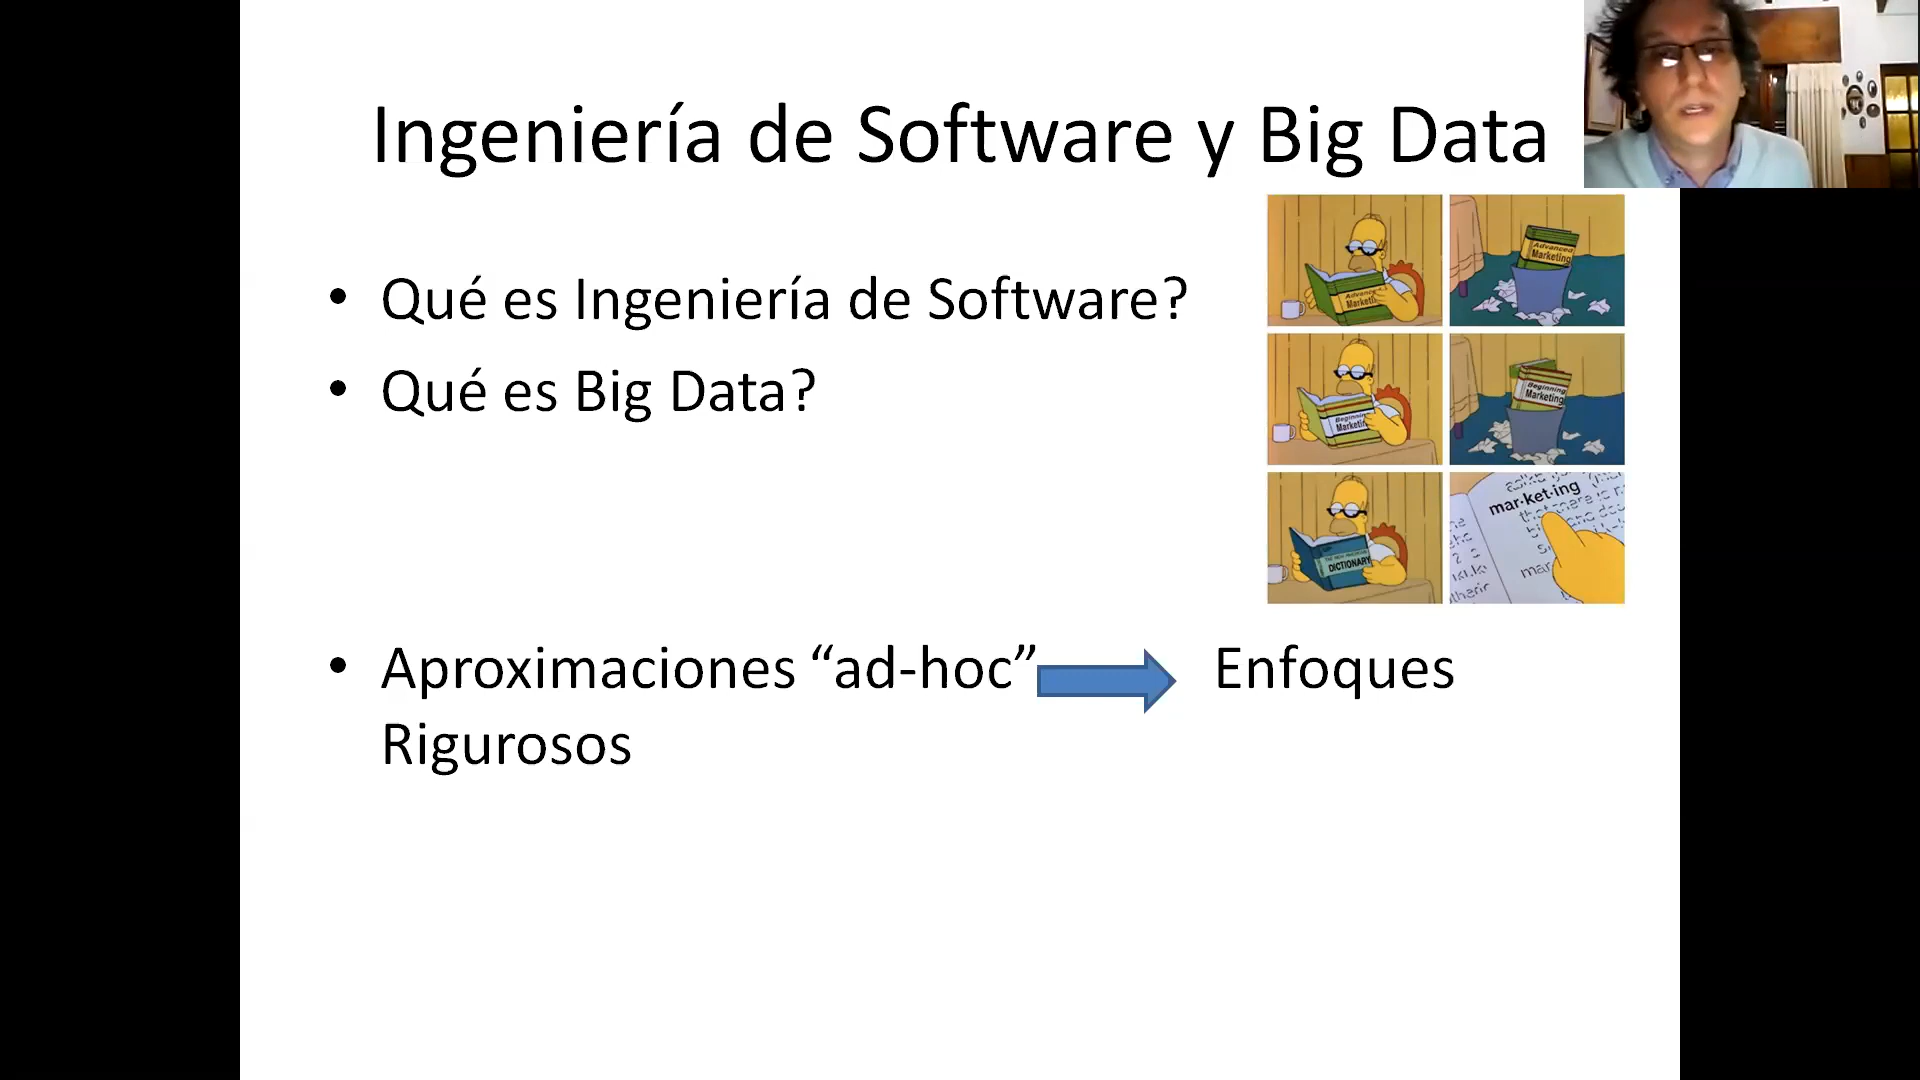 Ingeniería de Software y Big Data
• Qué es Ingeniería de Software?
• Qué es Big Data?
Advanced
Marketing
Beginning
Marketing
DICTIONARY
mar·ket·ing
• Aproximaciones “ad-hoc” Enfoques
Rigurosos